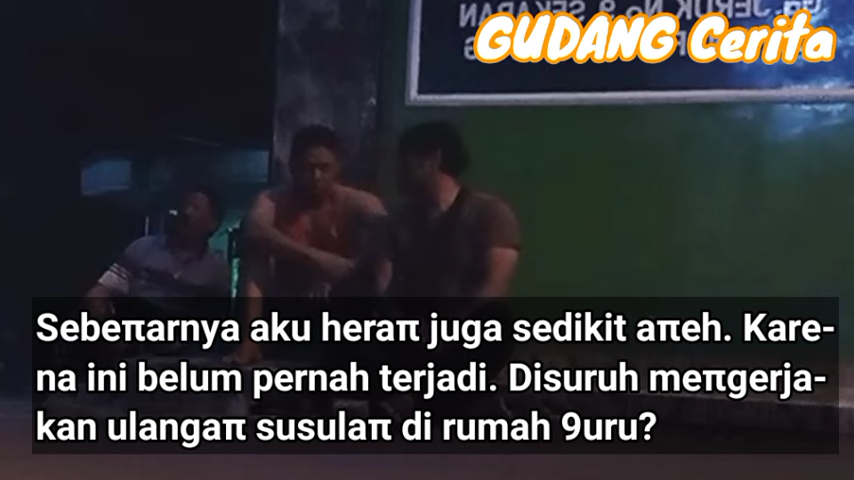 GUDANG Cerita
Sebeπarnya aku heraπ juga sedikit aπeh. Kare-
na ini belum pernah terjadi. Disuruh meπgerja-
kan ulangaπ susulaπ di rumah 9uru?